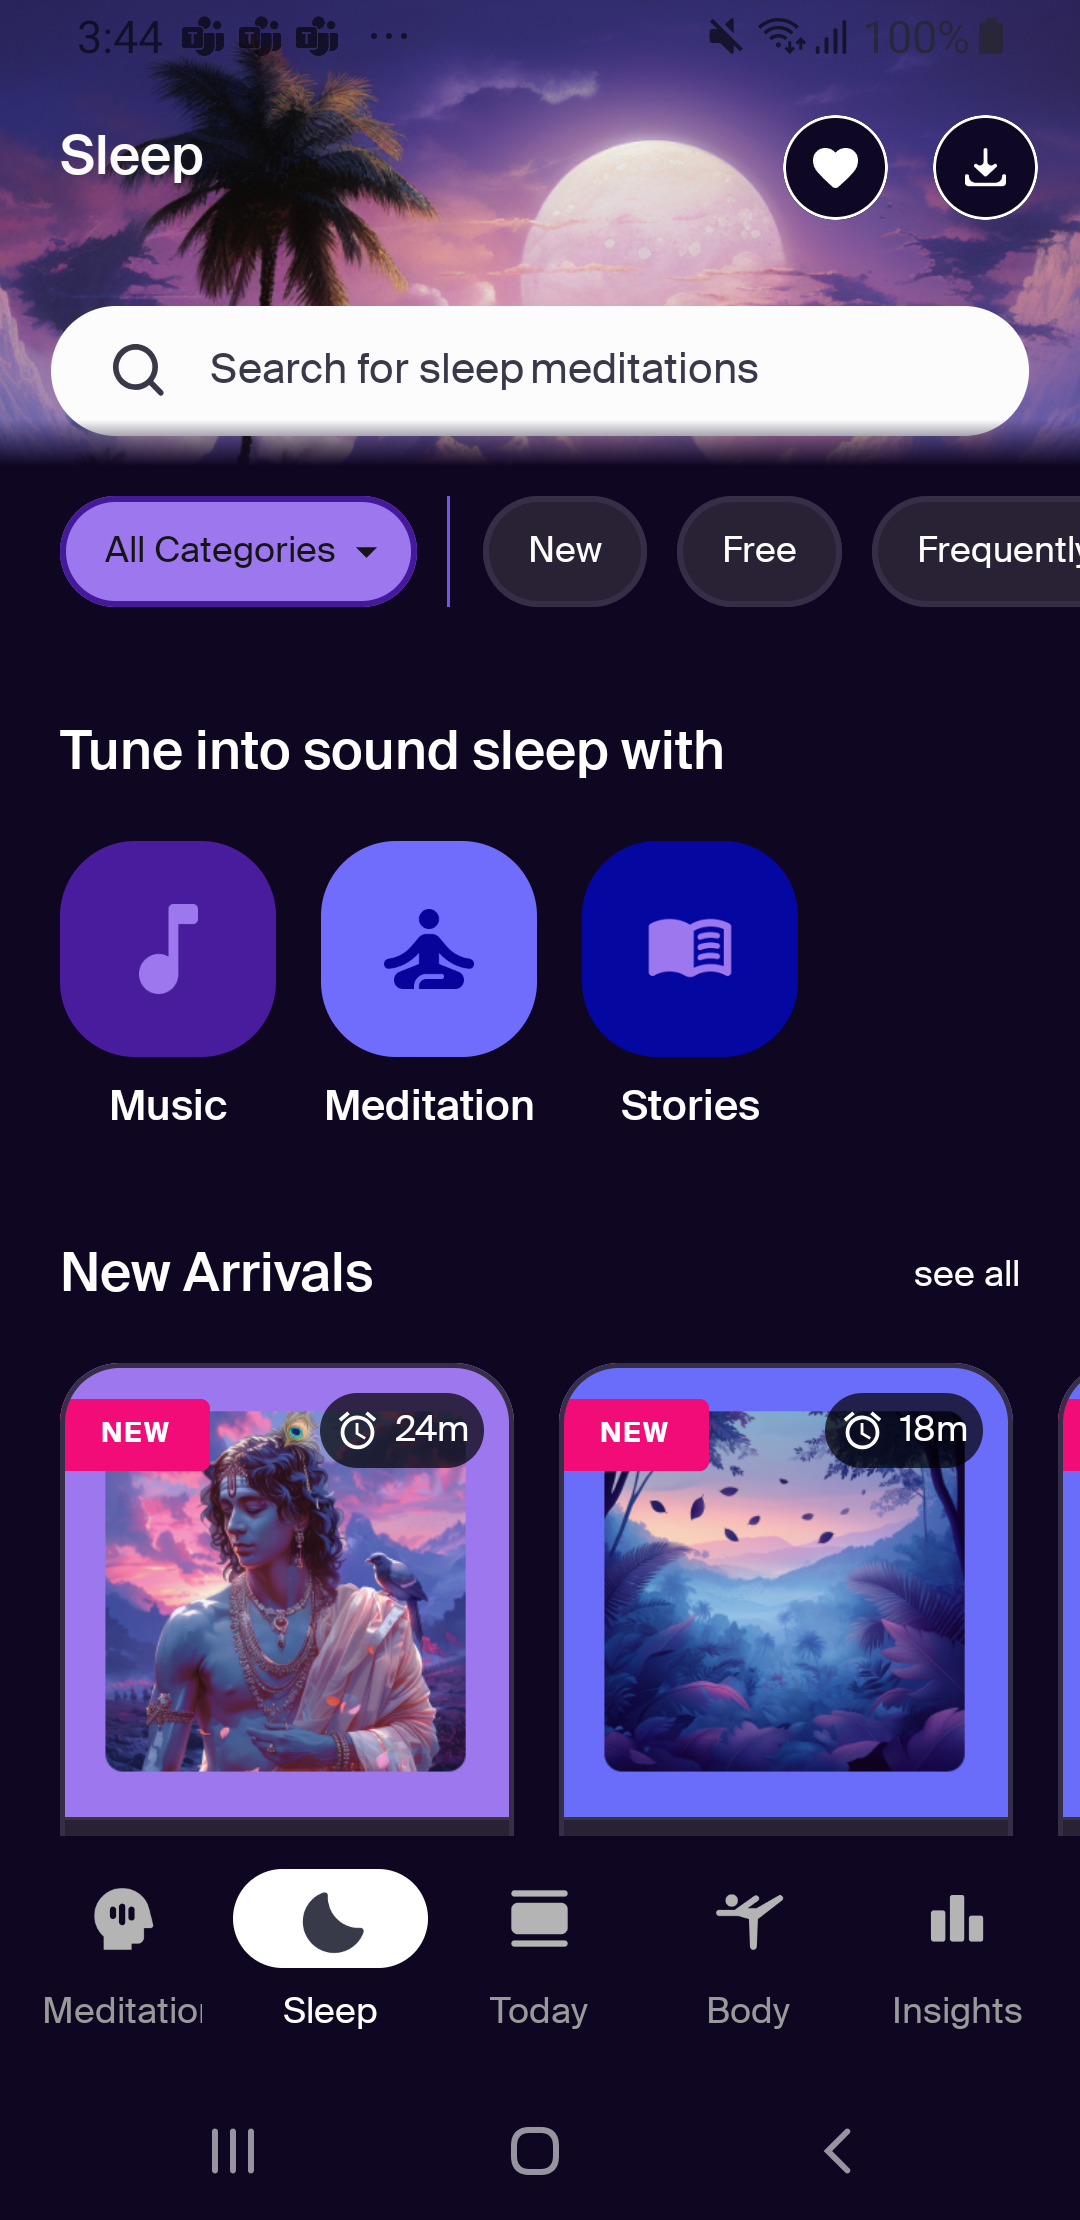 3:44
100%
Sleep
Search for sleep meditations
All Categories
New
Free
Frequently
Tune into sound sleep with
Music
Meditation
Stories
New Arrivals
see all
NEW
24m
NEW
18m
Meditation
Sleep
Today
Body
Insights